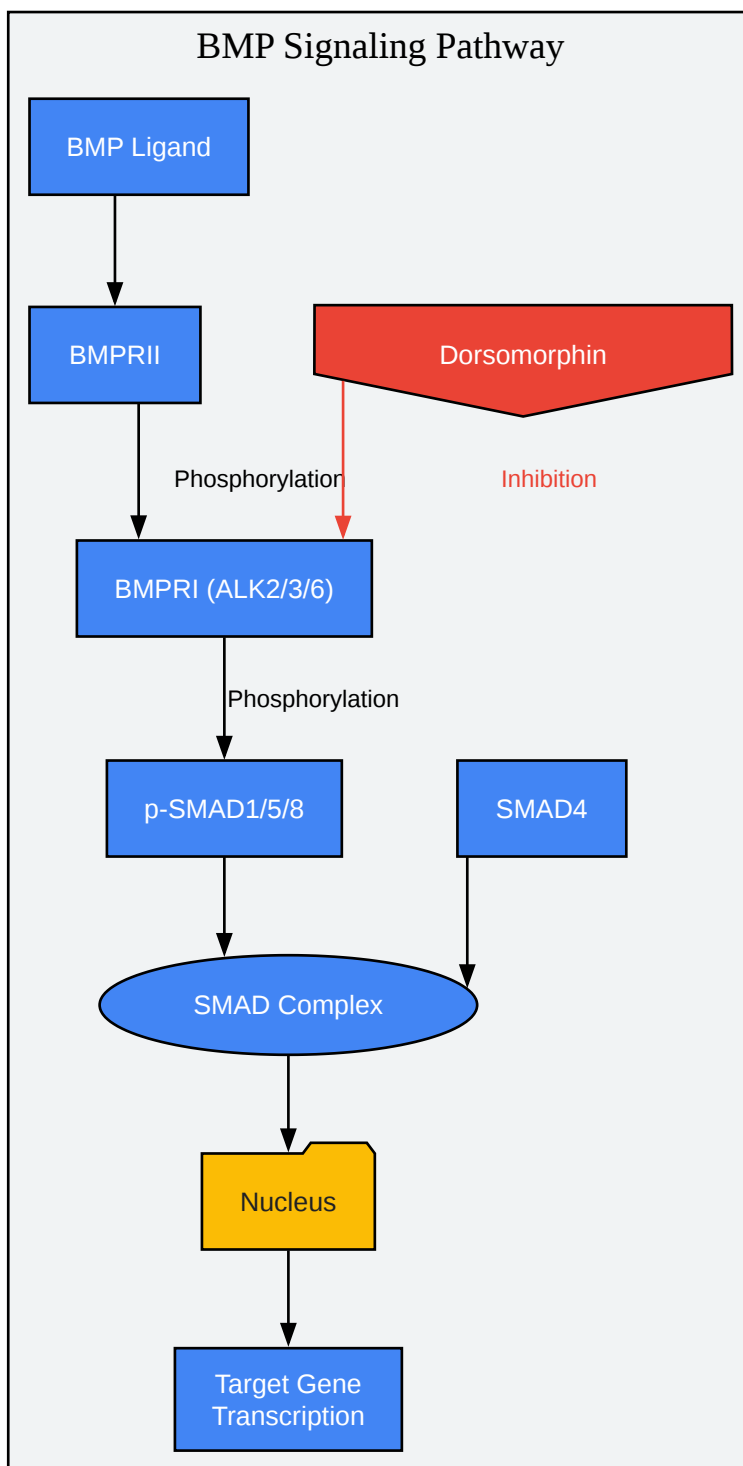 BMP Signaling Pathway
BMP Ligand
BMPRII
Dorsomorphin
Phosphorylation
Inhibition
BMPRI (ALK2/3/6)
Phosphorylation
p-SMAD1/5/8
SMAD4
SMAD Complex
Nucleus
Target Gene
Transcription